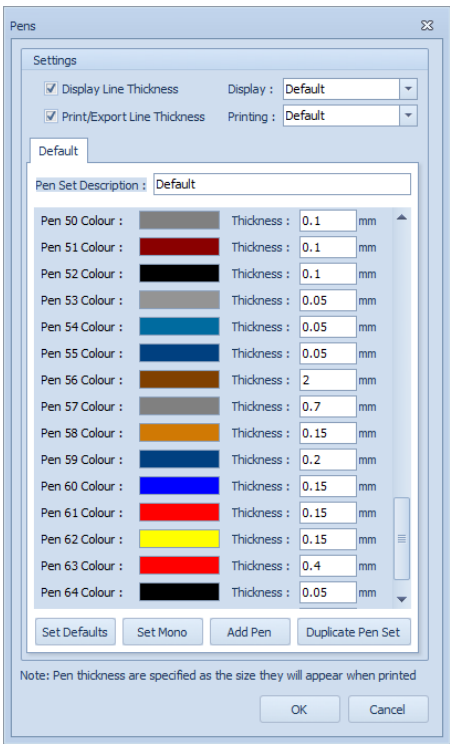 Pens
Settings
Display Line Thickness Display : Default
Print/Export Line Thickness Printing : Default
Default
Pen Set Description : Default
Pen 50 Colour : Thickness : 0.1 mm
Pen 51 Colour : Thickness : 0.1 mm
Pen 52 Colour : Thickness : 0.1 mm
Pen 53 Colour : Thickness : 0.05 mm
Pen 54 Colour : Thickness : 0.05 mm
Pen 55 Colour : Thickness : 0.05 mm
Pen 56 Colour : Thickness : 2 mm
Pen 57 Colour : Thickness : 0.7 mm
Pen 58 Colour : Thickness : 0.15 mm
Pen 59 Colour : Thickness : 0.2 mm
Pen 60 Colour : Thickness : 0.15 mm
Pen 61 Colour : Thickness : 0.15 mm
Pen 62 Colour : Thickness : 0.15 mm
Pen 63 Colour : Thickness : 0.4 mm
Pen 64 Colour : Thickness : 0.05 mm
Set Defaults Set Mono Add Pen Duplicate Pen Set
Note: Pen thickness are specified as the size they will appear when printed
OK Cancel